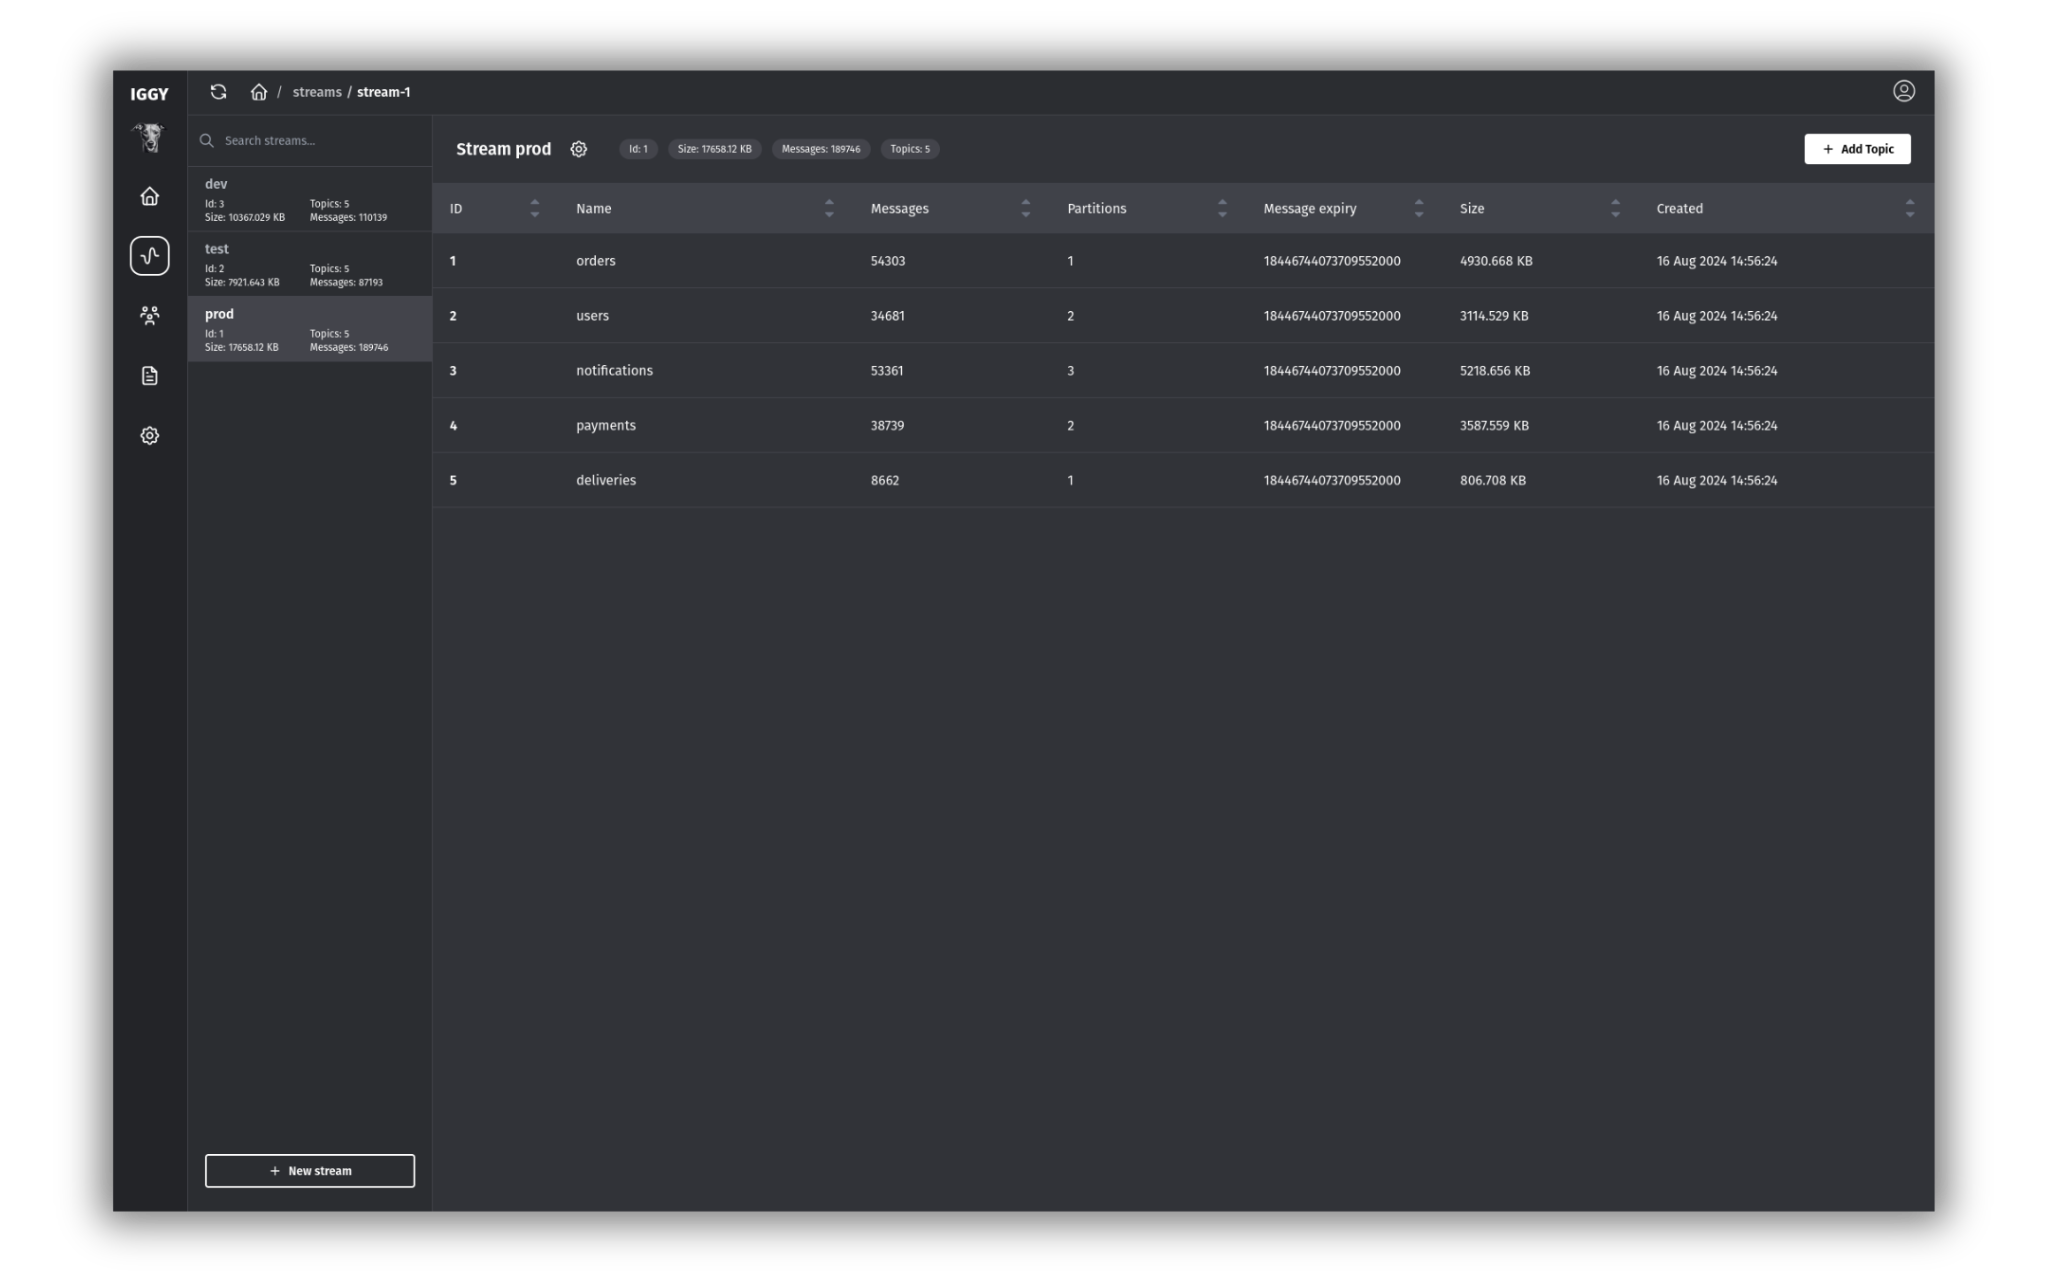 IGGY
/ streams / stream-1
Search streams...
dev
Id: 3 Topics: 5
Size: 10367.029 KB Messages: 110139
test
Id: 2 Topics: 5
Size: 7921.643 KB Messages: 87193
prod
Id: 1 Topics: 5
Size: 17658.12 KB Messages: 189746
+ New stream
Stream prod Id: 1 Size: 17658.12 KB Messages: 189746 Topics: 5 + Add Topic
ID Name Messages Partitions Message expiry Size Created
1 orders 54303 1 18446744073709552000 4930.668 KB 16 Aug 2024 14:56:24
2 users 34681 2 18446744073709552000 3114.529 KB 16 Aug 2024 14:56:24
3 notifications 53361 3 18446744073709552000 5218.656 KB 16 Aug 2024 14:56:24
4 payments 38739 2 18446744073709552000 3587.559 KB 16 Aug 2024 14:56:24
5 deliveries 8662 1 18446744073709552000 806.708 KB 16 Aug 2024 14:56:24